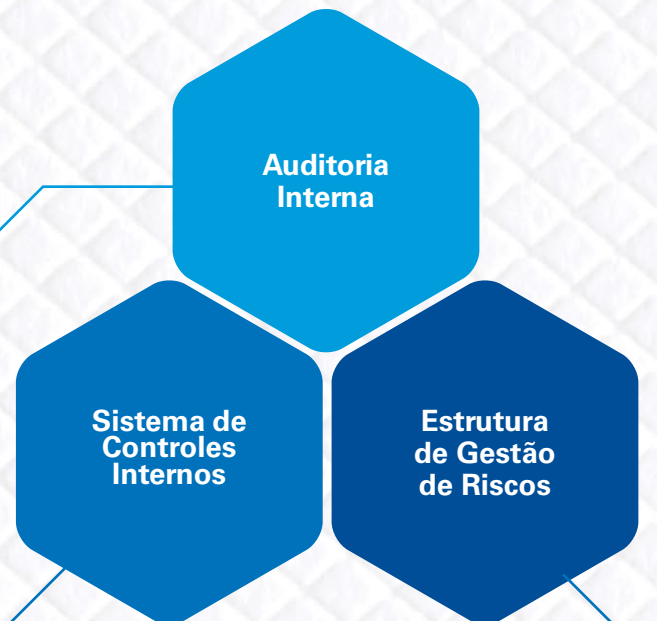 Auditoria
Interna
Sistema de
Controles
Internos
Estrutura
de Gestão
de Riscos